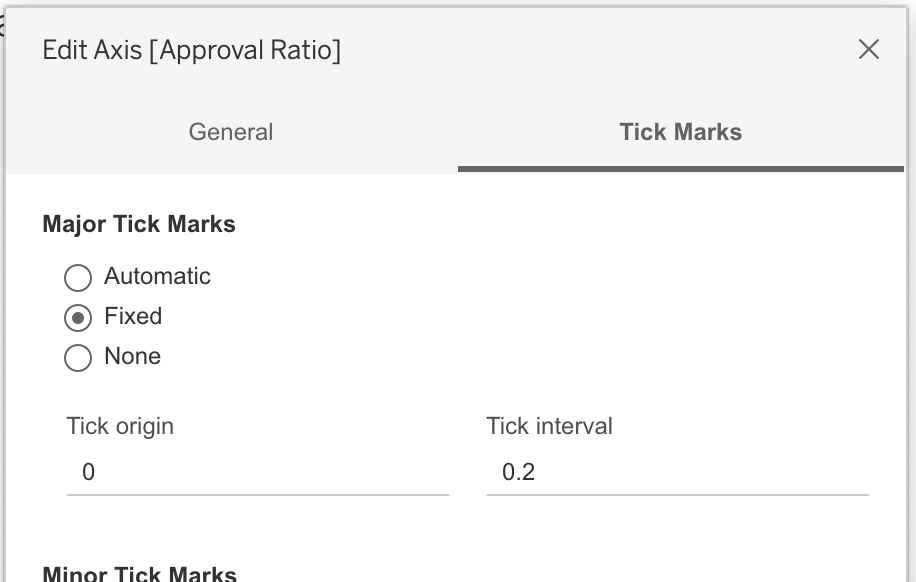 Edit Axis [Approval Ratio]
General
Tick Marks
Major Tick Marks
Automatic
Fixed
None
Tick origin
Tick interval
0
0.2
Minor Tick Marks